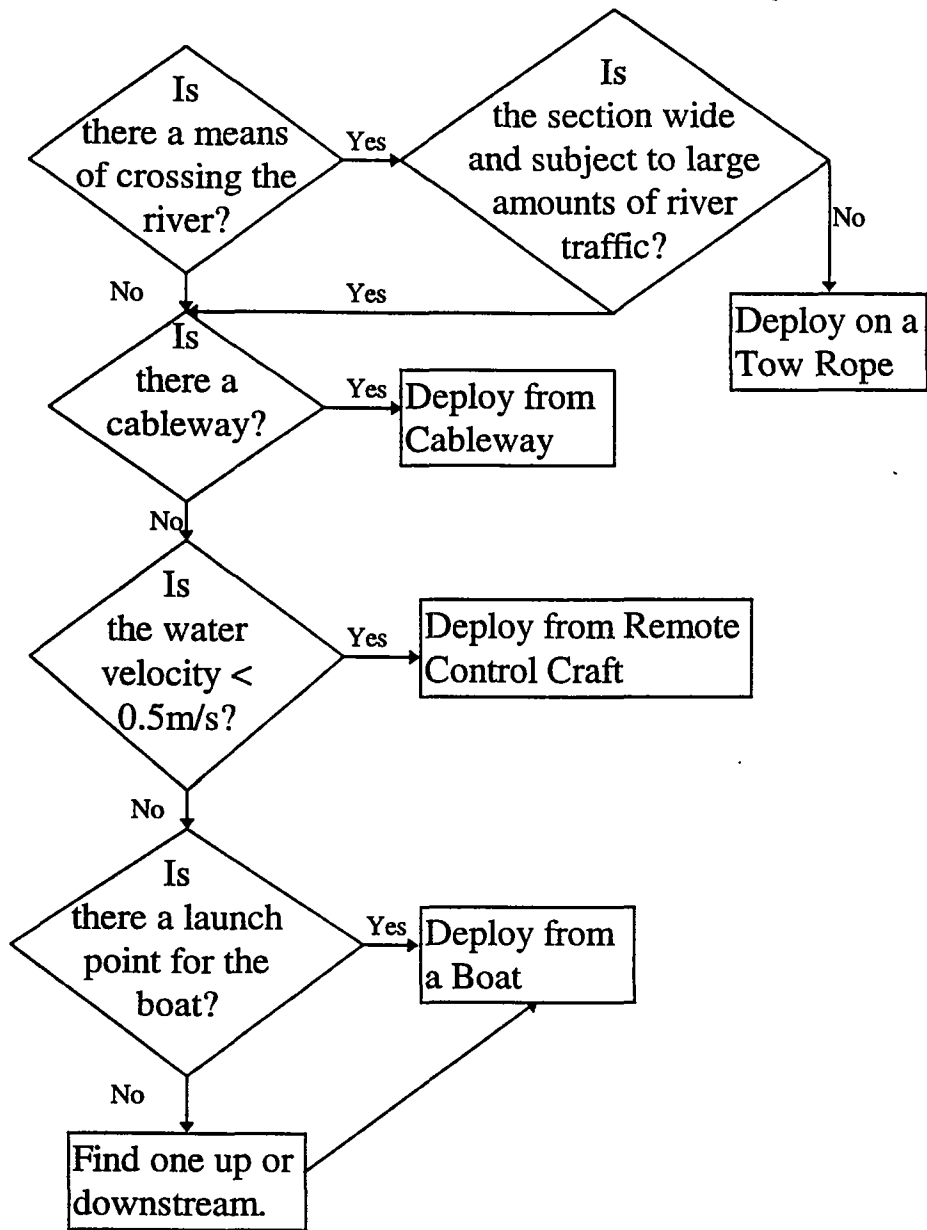 Is
there a means
of crossing the
river?
Yes
Is
the section wide
and subject to large
amounts of river
traffic?
No
Deploy on a
Tow Rope
No
Yes
Is
there a
cableway?
Yes
Deploy from
Cableway
No
Is
the water
velocity <
0.5m/s?
Yes
Deploy from Remote
Control Craft
No
Is
there a launch
point for the
boat?
Yes
Deploy from
a Boat
No
Find one up or
downstream.